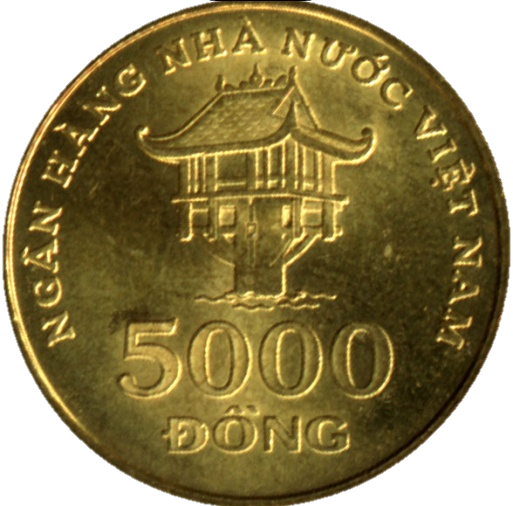 NGÂN HÀNG NHÀ NƯỚC VIỆT NAM
5000
ĐỒNG